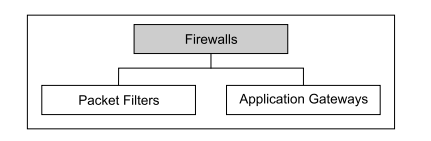 Firewalls
Packet Filters
Application Gateways